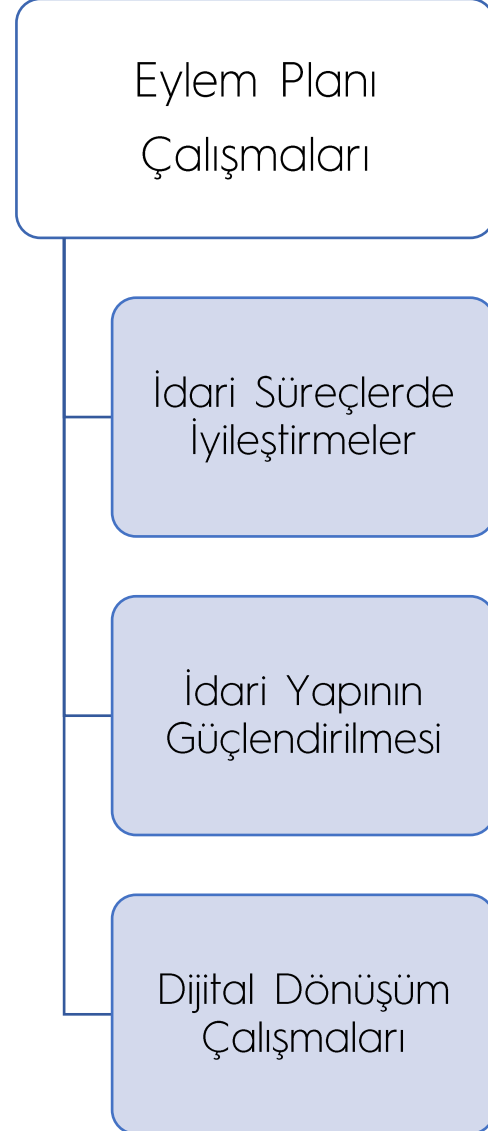 Eylem Planı
Çalışmaları
İdari Süreçlerde
İyileştirmeler
İdari Yapının
Güçlendirilmesi
Dijital Dönüşüm
Çalışmaları